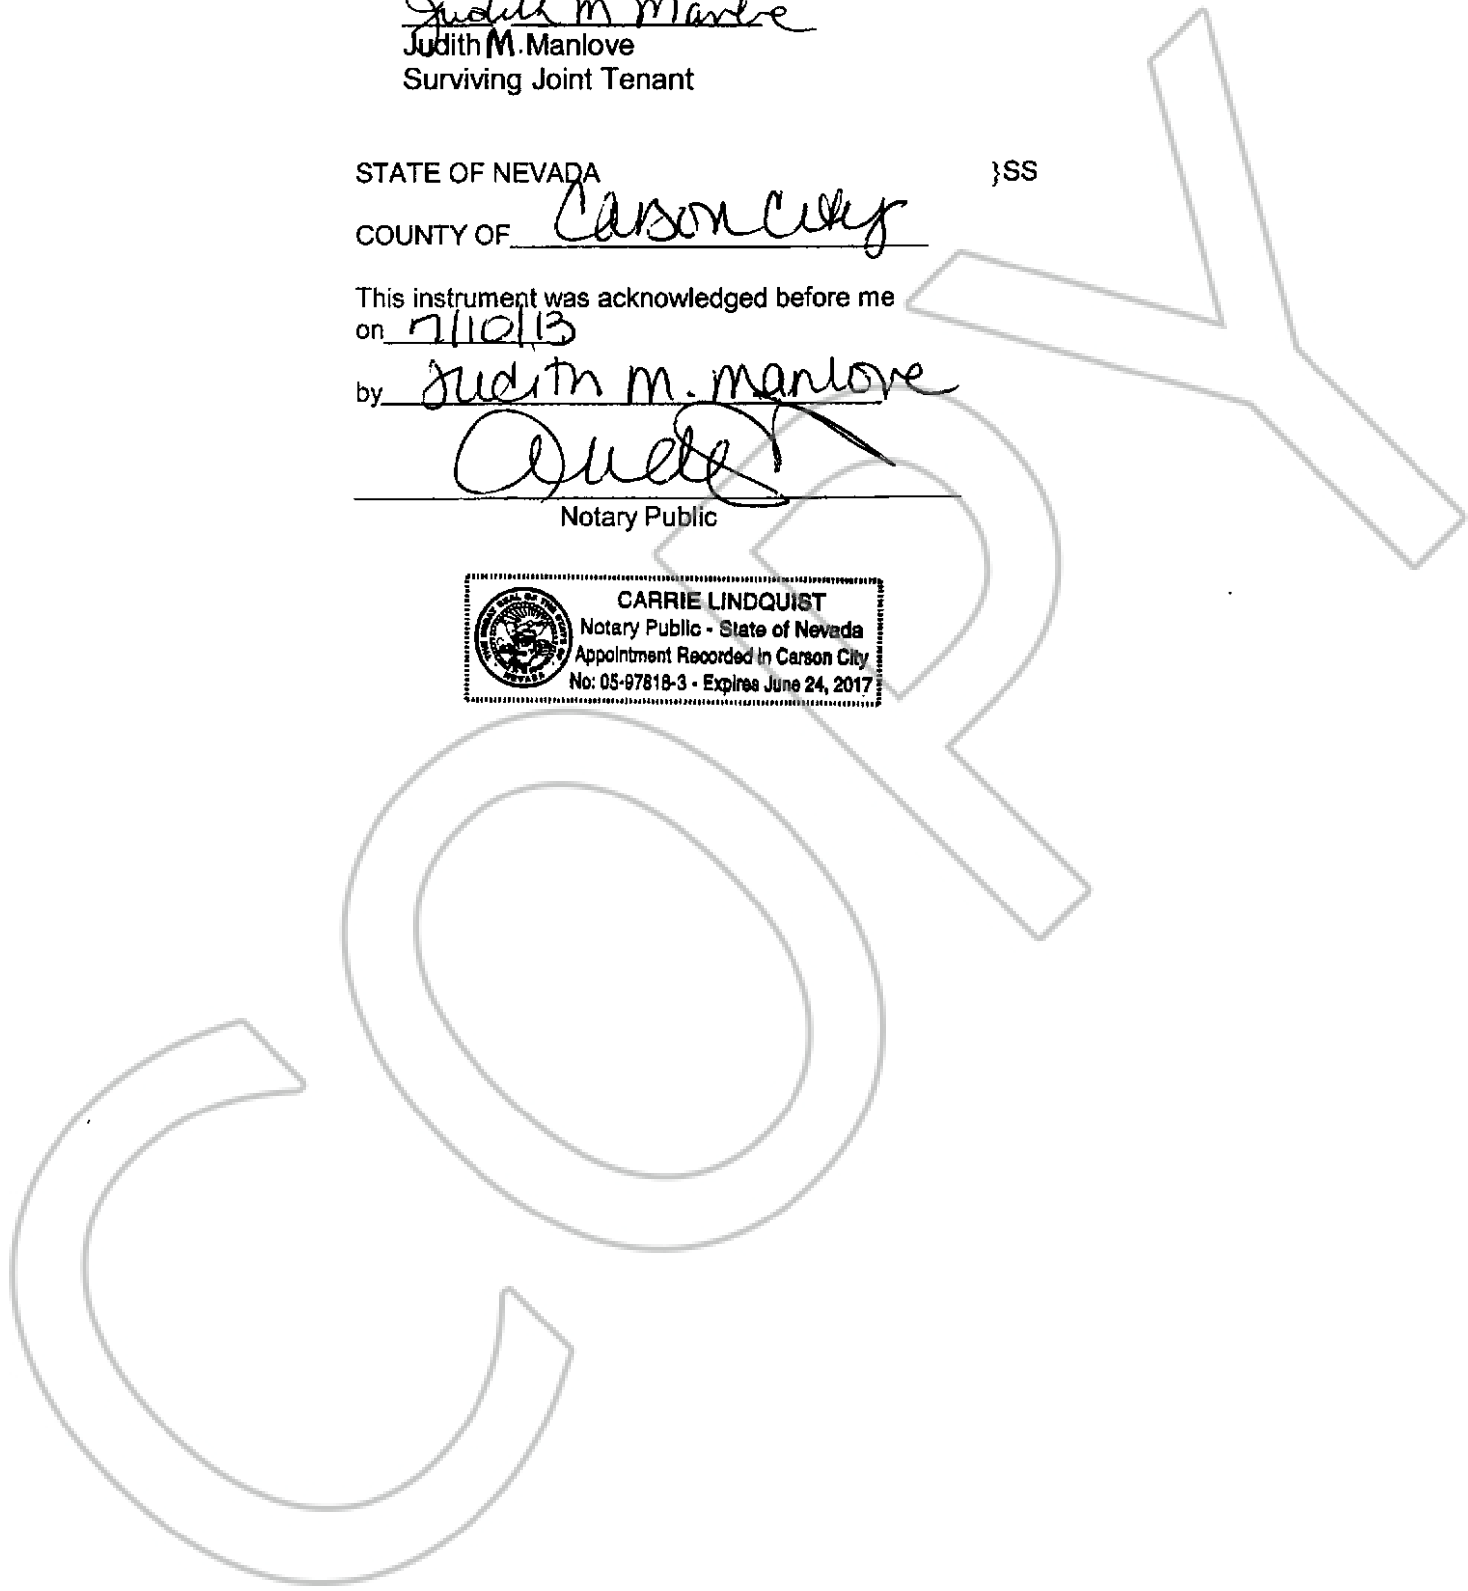 Judith M Manlove
Judith M. Manlove
Surviving Joint Tenant
STATE OF NEVADA }SS
COUNTY OF Carson City
This instrument was acknowledged before me
on 7/10/13
by Judith M. Manlove
Notary Public
CARRIE LINDQUIST
Notary Public - State of Nevada
Appointment Recorded in Carson City
No: 05-97818-3 - Expires June 24, 2017
COPY